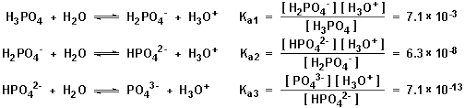 H₃PO₄ + H₂O ⇌ H₂PO₄⁻ + H₃O⁺ Kₐ₁ = [H₂PO₄⁻][H₃O⁺] / [H₃PO₄] = 7.1 × 10⁻³
H₂PO₄⁻ + H₂O ⇌ HPO₄²⁻ + H₃O⁺ Kₐ₂ = [HPO₄²⁻][H₃O⁺] / [H₂PO₄⁻] = 6.3 × 10⁻⁸
HPO₄²⁻ + H₂O ⇌ PO₄³⁻ + H₃O⁺ Kₐ₃ = [PO₄³⁻][H₃O⁺] / [HPO₄²⁻] = 7.1 × 10⁻¹³